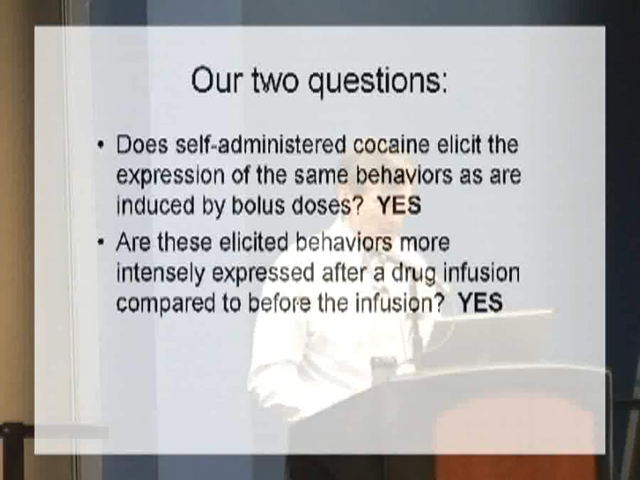 Our two questions:
• Does self-administered cocaine elicit the
expression of the same behaviors as are
induced by bolus doses? YES
• Are these elicited behaviors more
intensely expressed after a drug infusion
compared to before the infusion? YES